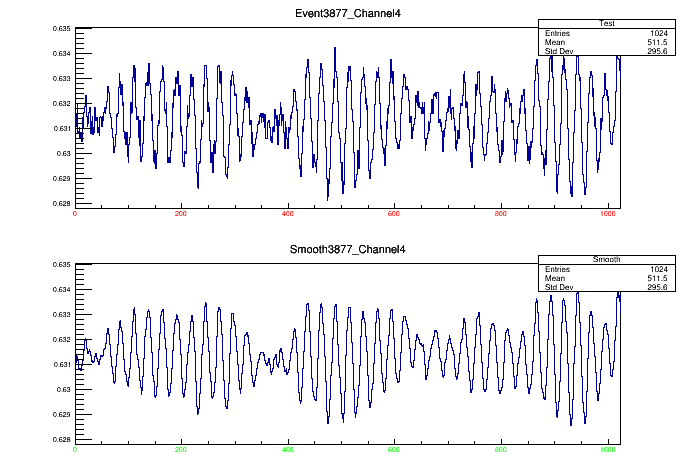 Event3877_Channel4
Test
Entries 1024
Mean 511.5
Std Dev 295.6
0.635
0.634
0.633
0.632
0.631
0.63
0.629
0.628
0 200 400 600 800 1000
Smooth3877_Channel4
Smooth
Entries 1024
Mean 511.5
Std Dev 295.6
0.635
0.634
0.633
0.632
0.631
0.63
0.629
0.628
0 200 400 600 800 1000